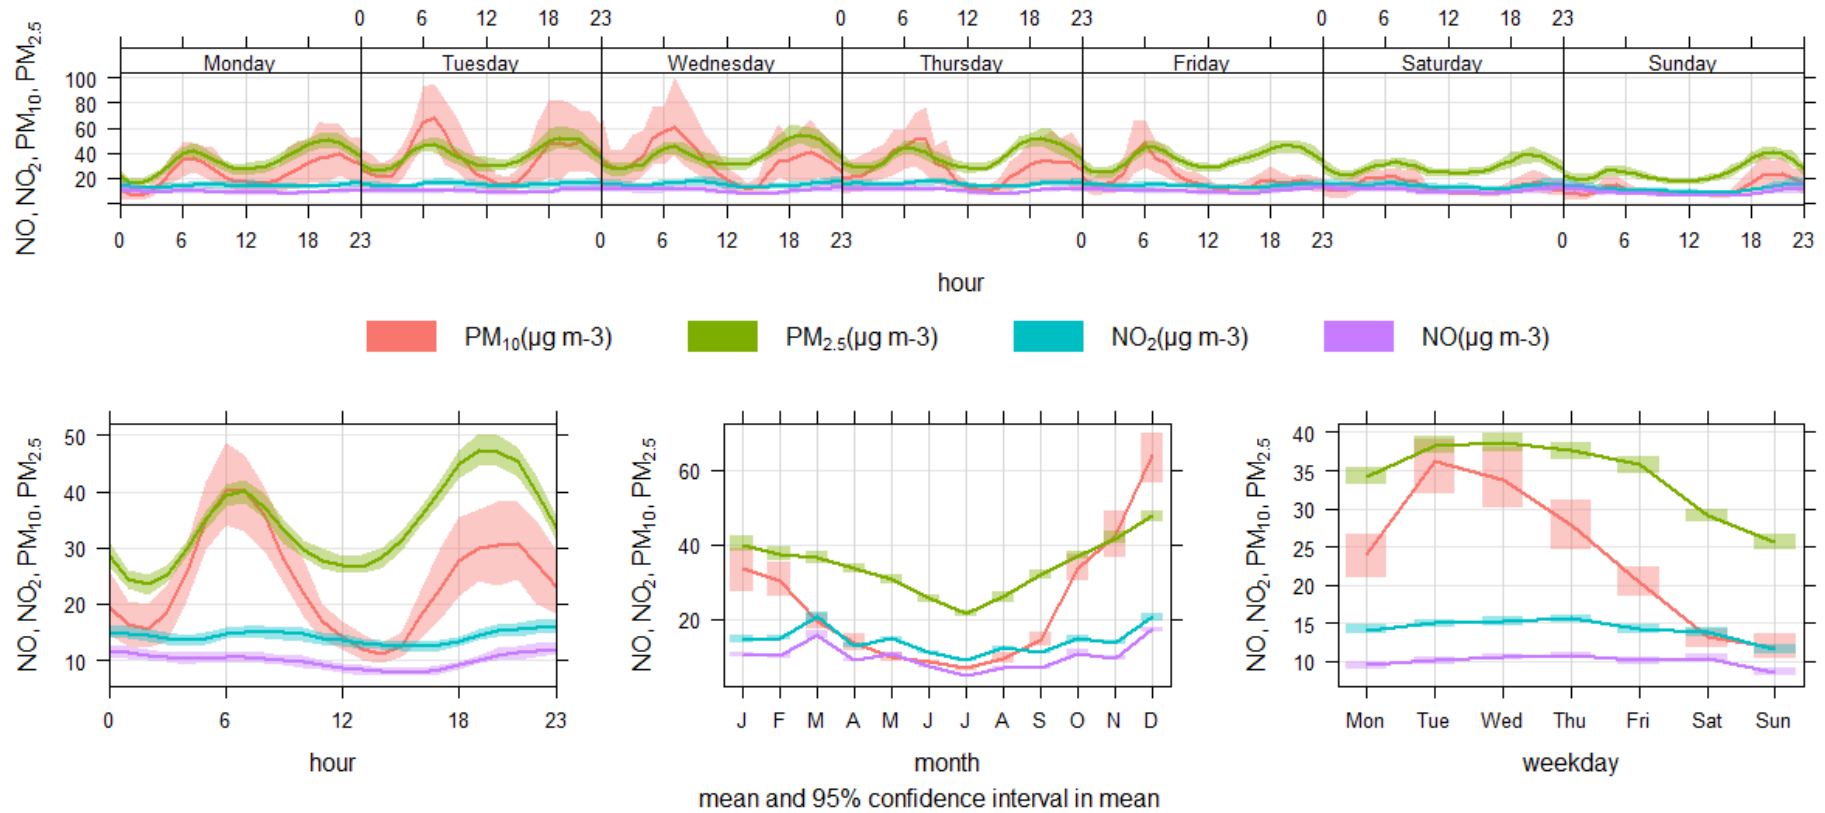 0 6 12 18 23 0 6 12 18 23 0 6 12 18 23
Monday Tuesday Wednesday Thursday Friday Saturday Sunday
NO, NO₂, PM₁₀, PM₂.₅
100
80
60
40
20
0 6 12 18 23 0 6 12 18 23 0 6 12 18 23 0 6 12 18 23
hour
PM₁₀(µg m-3) PM₂.₅(µg m-3) NO₂(µg m-3) NO(µg m-3)
NO, NO₂, PM₁₀, PM₂.₅
50
40
30
20
10
0 6 12 18 23
hour
NO, NO₂, PM₁₀, PM₂.₅
60
40
20
J F M A M J J A S O N D
month
NO, NO₂, PM₁₀, PM₂.₅
40
35
30
25
20
15
10
Mon Tue Wed Thu Fri Sat Sun
weekday
mean and 95% confidence interval in mean